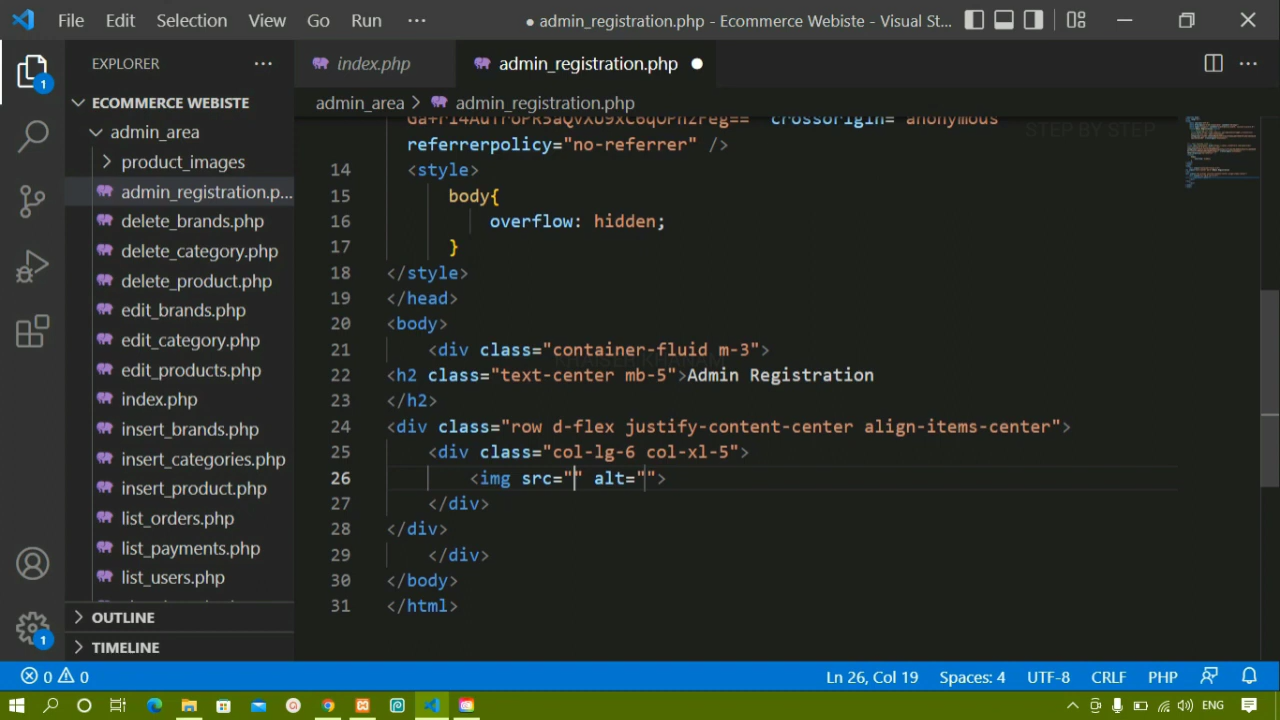 File Edit Selection View Go Run ··· ● admin_registration.php - Ecommerce Webiste - Visual St...
EXPLORER ···
1
ECOMMERCE WEBISTE
admin_area
product_images
admin_registration.p...
delete_brands.php
delete_category.php
delete_product.php
edit_brands.php
edit_category.php
edit_products.php
index.php
insert_brands.php
insert_categories.php
insert_product.php
list_orders.php
list_payments.php
list_users.php
OUTLINE
TIMELINE
1
index.php admin_registration.php
admin_area > admin_registration.php
STEP BY STEP
crossorigin="anonymous"
referrerpolicy="no-referrer" />
14 <style>
15 body{
16 overflow: hidden;
17 }
18 </style>
19 </head>
20 <body>
21 <div class="container-fluid m-3">
22 <h2 class="text-center mb-5">Admin Registration
23 </h2>
24 <div class="row d-flex justify-content-center align-items-center">
25 <div class="col-lg-6 col-xl-5">
26 <img src="" alt="">
27 </div>
28 </div>
29 </div>
30 </body>
31 </html>
0 0 Ln 26, Col 19 Spaces: 4 UTF-8 CRLF PHP
ENG